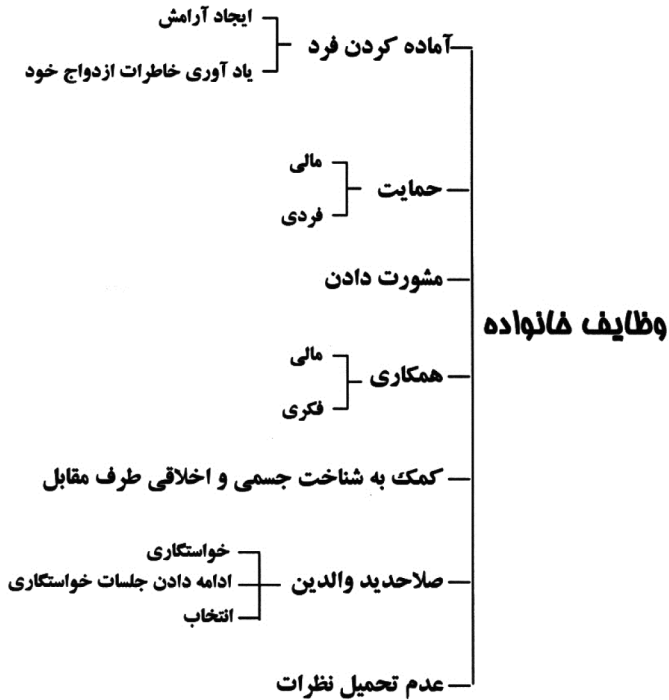 وظایف خانواده
آماده کردن فرد
ایجاد آرامش
یاد آوری خاطرات ازدواج خود
حمایت
مالی
فردی
مشورت دادن
همکاری
مالی
فکری
کمک به شناخت جسمی و اخلاقی طرف مقابل
صلاحدید والدین
خواستگاری
ادامه دادن جلسات خواستگاری
انتخاب
عدم تحمیل نظرات